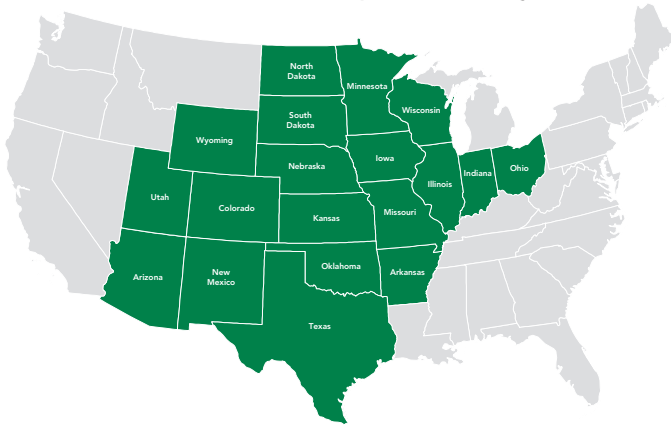 North
Dakota
Minnesota
Wisconsin
South
Dakota
Wyoming
Iowa
Nebraska
Ohio
Indiana
Illinois
Utah
Colorado
Missouri
Kansas
Oklahoma
Arkansas
Arizona
New
Mexico
Texas